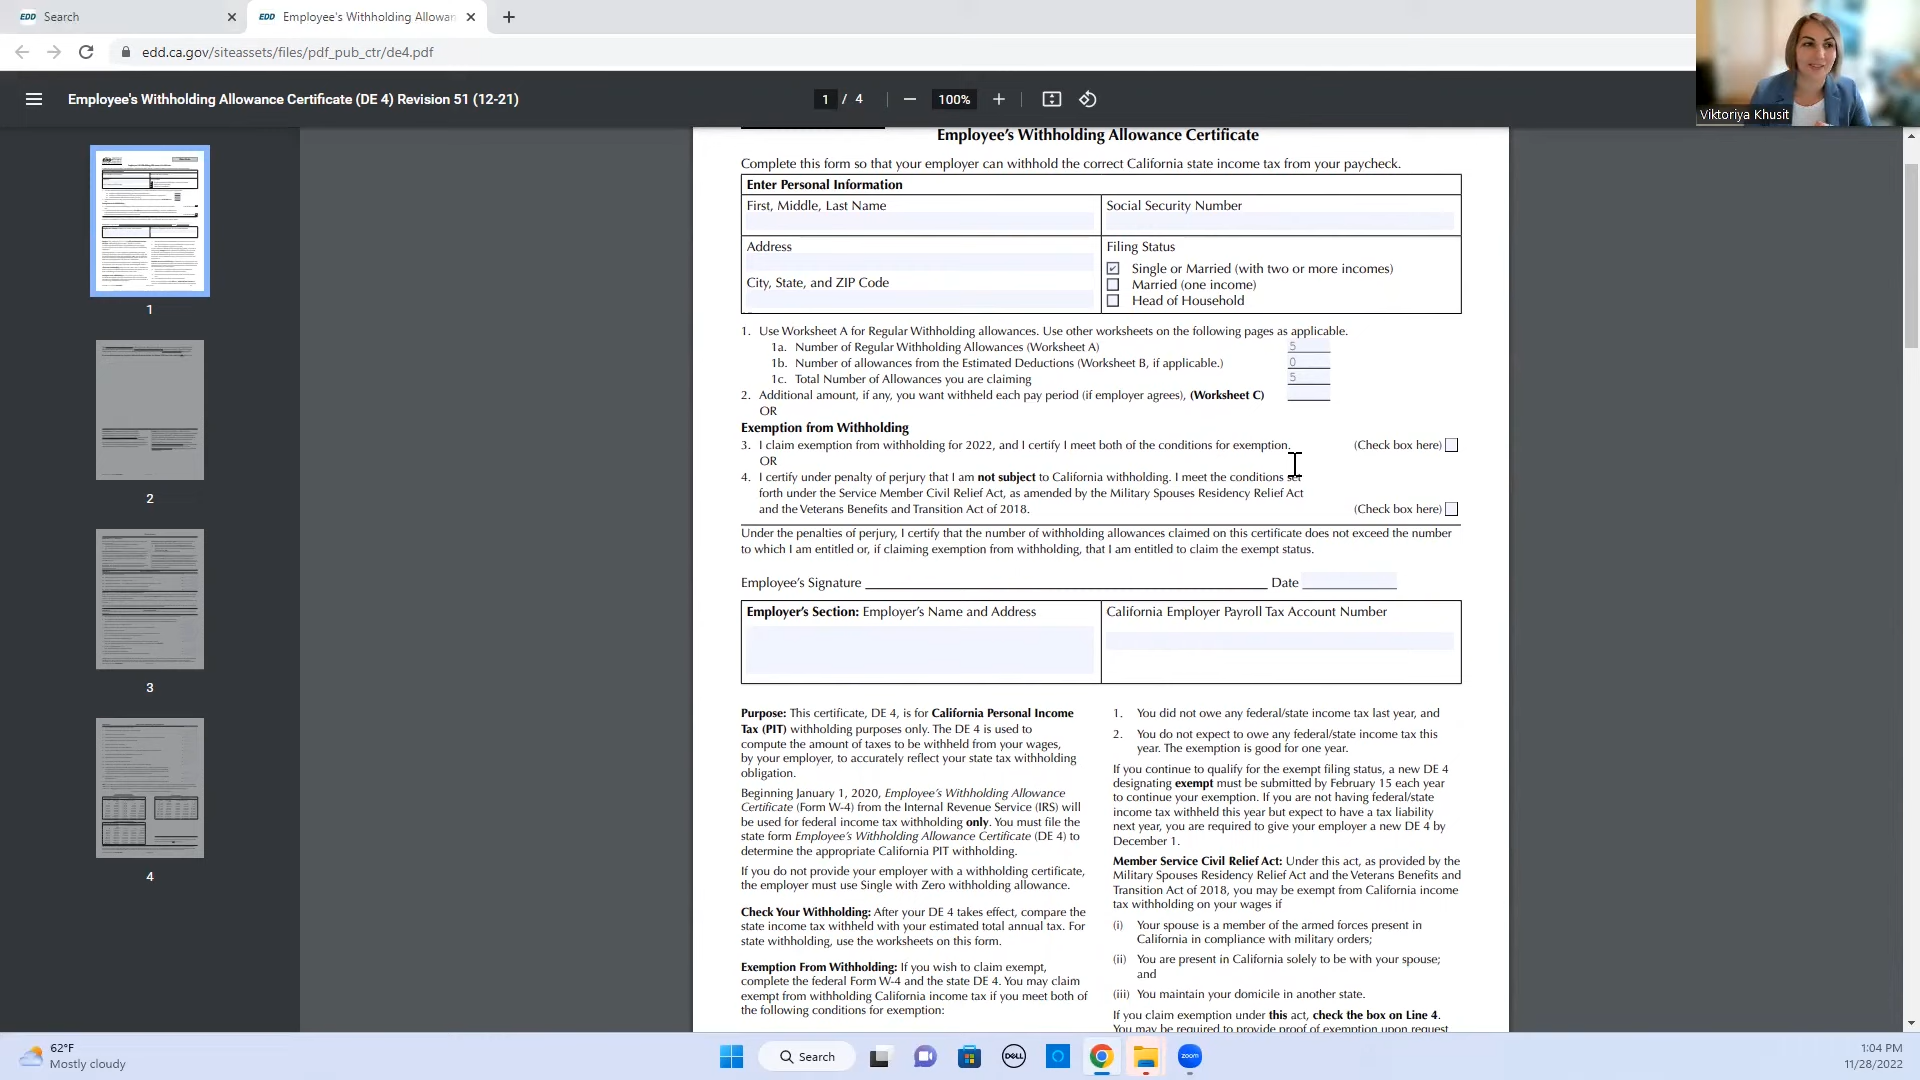 EDD Search
EDD Employee's Withholding Allowan
edd.ca.gov/siteassets/files/pdf_pub_ctr/de4.pdf
Employee's Withholding Allowance Certificate (DE 4) Revision 51 (12-21)
1 / 4
100%
Viktoriya Khusit
1
2
3
4
Employee's Withholding Allowance Certificate
Complete this form so that your employer can withhold the correct California state income tax from your paycheck.
Enter Personal Information
First, Middle, Last Name
Social Security Number
Address
City, State, and ZIP Code
Filing Status
Single or Married (with two or more incomes)
Married (one income)
Head of Household
1. Use Worksheet A for Regular Withholding allowances. Use other worksheets on the following pages as applicable.
1a. Number of Regular Withholding Allowances (Worksheet A) 5
1b. Number of allowances from the Estimated Deductions (Worksheet B, if applicable.) 0
1c. Total Number of Allowances you are claiming 5
2. Additional amount, if any, you want withheld each pay period (if employer agrees), (Worksheet C)
OR
Exemption from Withholding
3. I claim exemption from withholding for 2022, and I certify I meet both of the conditions for exemption. (Check box here)
OR
4. I certify under penalty of perjury that I am not subject to California withholding. I meet the conditions set
forth under the Service Member Civil Relief Act, as amended by the Military Spouses Residency Relief Act
and the Veterans Benefits and Transition Act of 2018. (Check box here)
Under the penalties of perjury, I certify that the number of withholding allowances claimed on this certificate does not exceed the number
to which I am entitled or, if claiming exemption from withholding, that I am entitled to claim the exempt status.
Employee's Signature Date
Employer's Section: Employer's Name and Address
California Employer Payroll Tax Account Number
Purpose: This certificate, DE 4, is for California Personal Income
Tax (PIT) withholding purposes only. The DE 4 is used to
compute the amount of taxes to be withheld from your wages,
by your employer, to accurately reflect your state tax withholding
obligation.
Beginning January 1, 2020, Employee's Withholding Allowance
Certificate (Form W-4) from the Internal Revenue Service (IRS) will
be used for federal income tax withholding only. You must file the
state form Employee's Withholding Allowance Certificate (DE 4) to
determine the appropriate California PIT withholding.
If you do not provide your employer with a withholding certificate,
the employer must use Single with Zero withholding allowance.
Check Your Withholding: After your DE 4 takes effect, compare the
state income tax withheld with your estimated total annual tax. For
state withholding, use the worksheets on this form.
Exemption From Withholding: If you wish to claim exempt,
complete the federal Form W-4 and the state DE 4. You may claim
exempt from withholding California income tax if you meet both of
the following conditions for exemption:
1. You did not owe any federal/state income tax last year, and
2. You do not expect to owe any federal/state income tax this
year. The exemption is good for one year.
If you continue to qualify for the exempt filing status, a new DE 4
designating exempt must be submitted by February 15 each year
to continue your exemption. If you are not having federal/state
income tax withheld this year but expect to have a tax liability
next year, you are required to give your employer a new DE 4 by
December 1.
Member Service Civil Relief Act: Under this act, as provided by the
Military Spouses Residency Relief Act and the Veterans Benefits and
Transition Act of 2018, you may be exempt from California income
tax withholding on your wages if
(i) Your spouse is a member of the armed forces present in
California in compliance with military orders;
(ii) You are present in California solely to be with your spouse;
and
(iii) You maintain your domicile in another state.
If you claim exemption under this act, check the box on Line 4.
You may be required to provide proof of exemption upon request
62°F
Mostly cloudy
Search
DELL
zoom
1:04 PM
11/28/2022